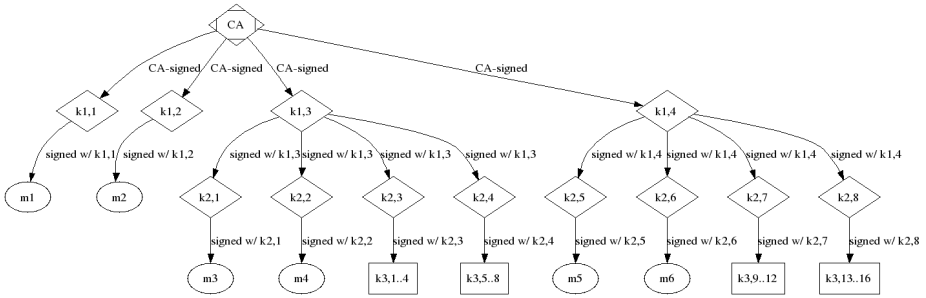 CA
CA-signed CA-signed CA-signed CA-signed
k1,1 k1,2 k1,3 k1,4
signed w/ k1,1 signed w/ k1,2 signed w/ k1,3 signed w/ k1,3 signed w/ k1,3 signed w/ k1,3 signed w/ k1,4 signed w/ k1,4 signed w/ k1,4 signed w/ k1,4
m1 m2 k2,1 k2,2 k2,3 k2,4 k2,5 k2,6 k2,7 k2,8
signed w/ k2,1 signed w/ k2,2 signed w/ k2,3 signed w/ k2,4 signed w/ k2,5 signed w/ k2,6 signed w/ k2,7 signed w/ k2,8
m3 m4 k3,1..4 k3,5..8 m5 m6 k3,9..12 k3,13..16